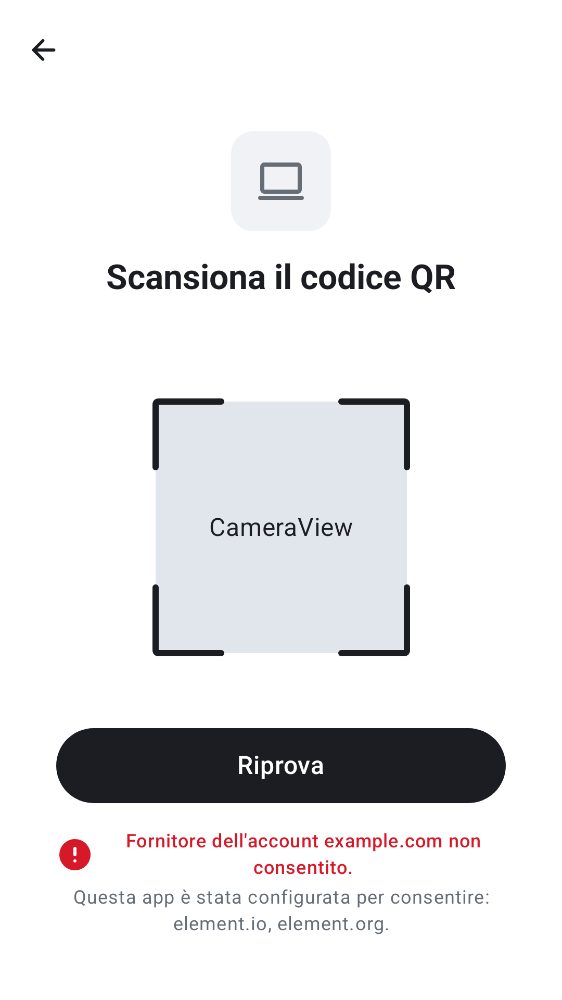 Scansiona il codice QR
CameraView
Riprova
Fornitore dell'account example.com non
consentito.
Questa app è stata configurata per consentire:
element.io, element.org.